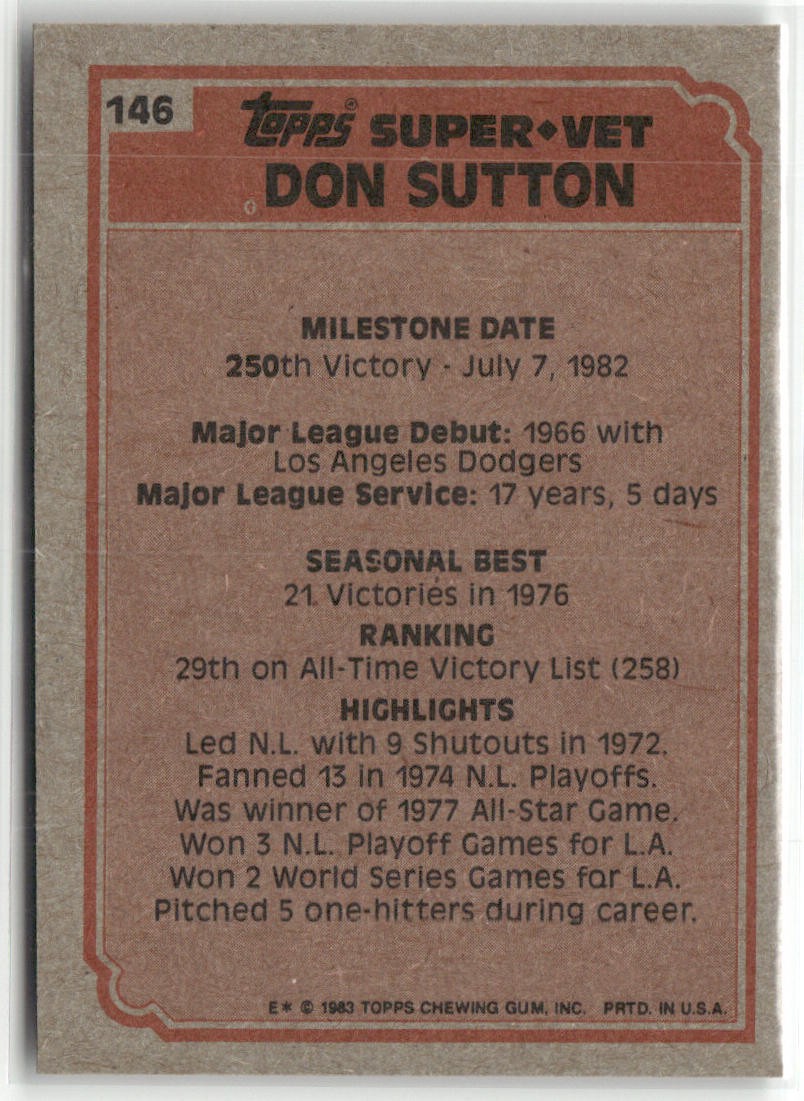 146
Topps® SUPER◆VET
DON SUTTON
MILESTONE DATE
250th Victory - July 7, 1982
Major League Debut: 1966 with
Los Angeles Dodgers
Major League Service: 17 years, 5 days
SEASONAL BEST
21 Victories in 1976
RANKING
29th on All-Time Victory List (258)
HIGHLIGHTS
Led N.L. with 9 Shutouts in 1972.
Fanned 13 in 1974 N.L. Playoffs.
Was winner of 1977 All-Star Game.
Won 3 N.L. Playoff Games for L.A.
Won 2 World Series Games for L.A.
Pitched 5 one-hitters during career.
E* © 1983 TOPPS CHEWING GUM, INC. PRTD. IN U.S.A.